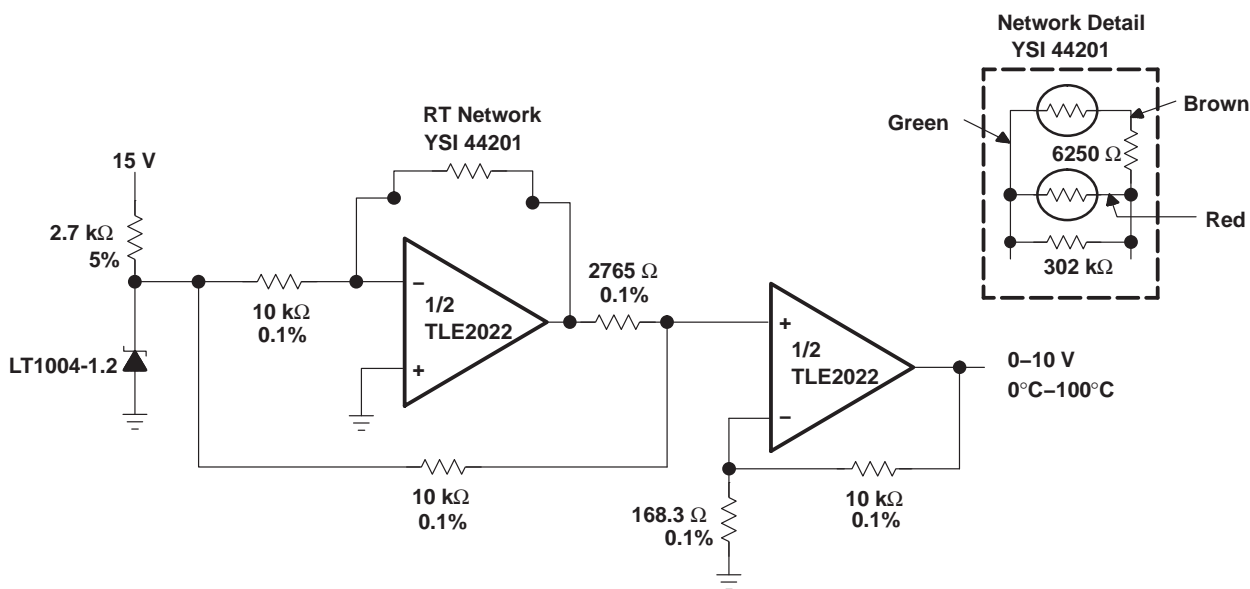 Network Detail
YSI 44201
Brown
Green
6250 Ω
Red
302 kΩ
RT Network
YSI 44201
15 V
2.7 kΩ
5%
10 kΩ
0.1%
LT1004-1.2
−
1/2
TLE2022
+
2765 Ω
0.1%
+
1/2
TLE2022
−
0–10 V
0°C–100°C
10 kΩ
0.1%
10 kΩ
0.1%
168.3 Ω
0.1%